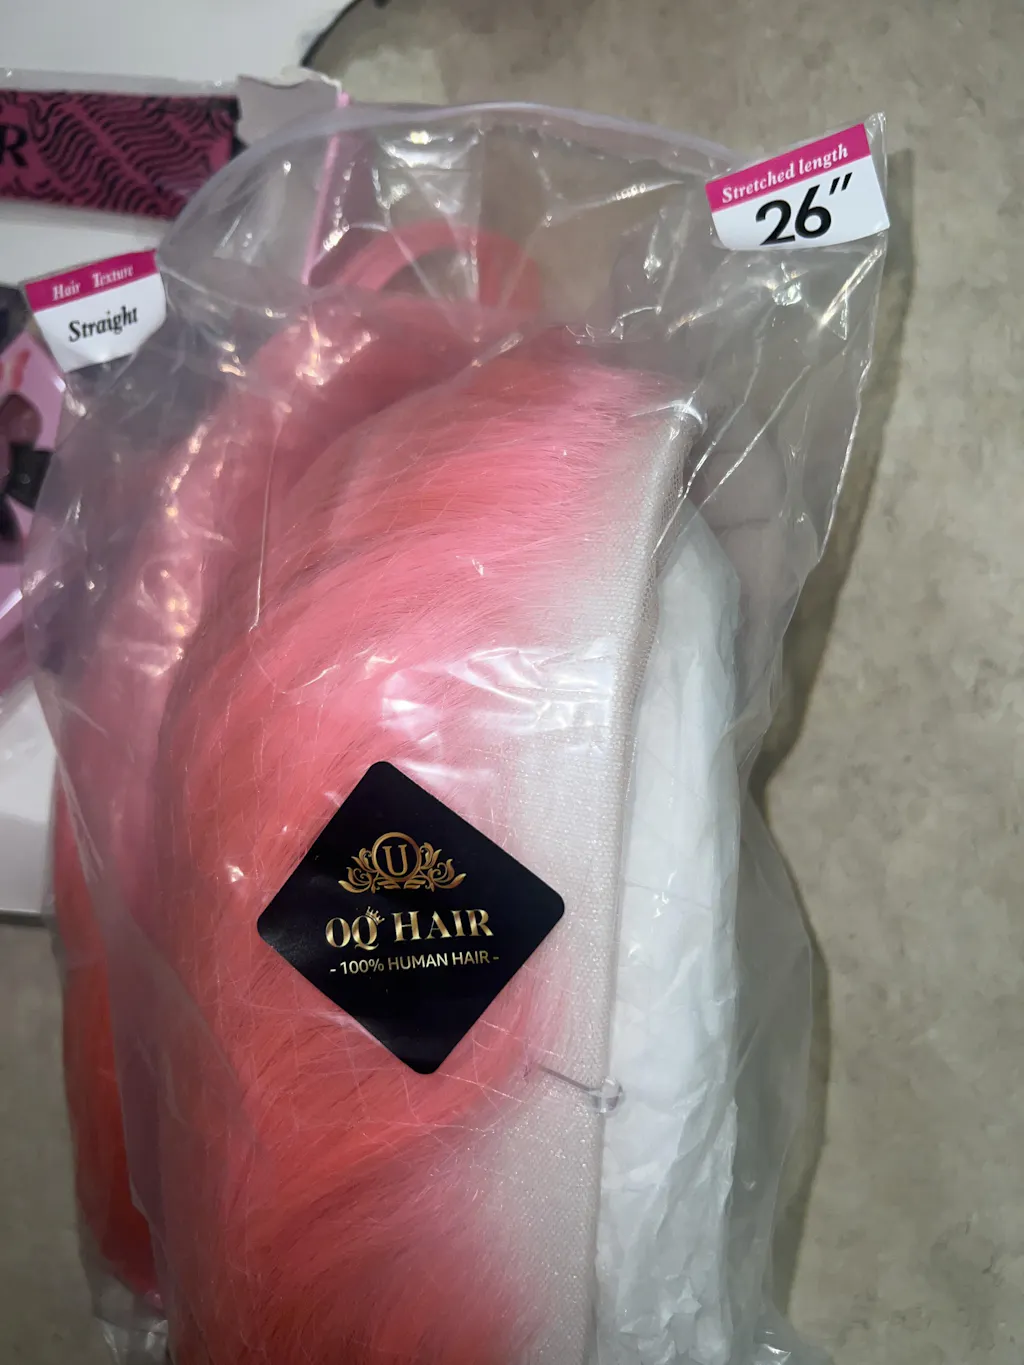 R
Stretched length
26"
Hair Texture
Straight
U
OQ HAIR
- 100% HUMAN HAIR -